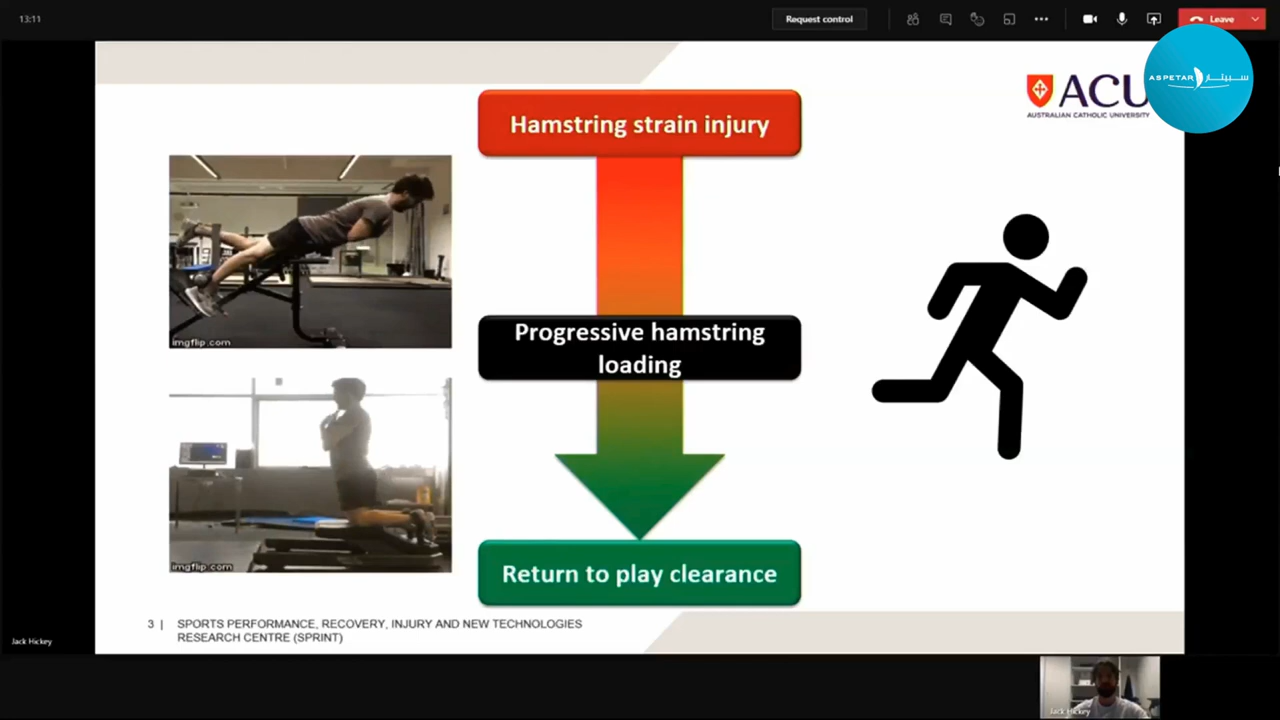 13:11
Request control
Leave
ACU
AUSTRALIAN CATHOLIC UNIVERSITY
ASPETAR سبيتار
Hamstring strain injury
imgflip.com
Progressive hamstring
loading
imgflip.com
Return to play clearance
3 | SPORTS PERFORMANCE, RECOVERY, INJURY AND NEW TECHNOLOGIES
RESEARCH CENTRE (SPRINT)
Jack Hickey
Jack Hickey